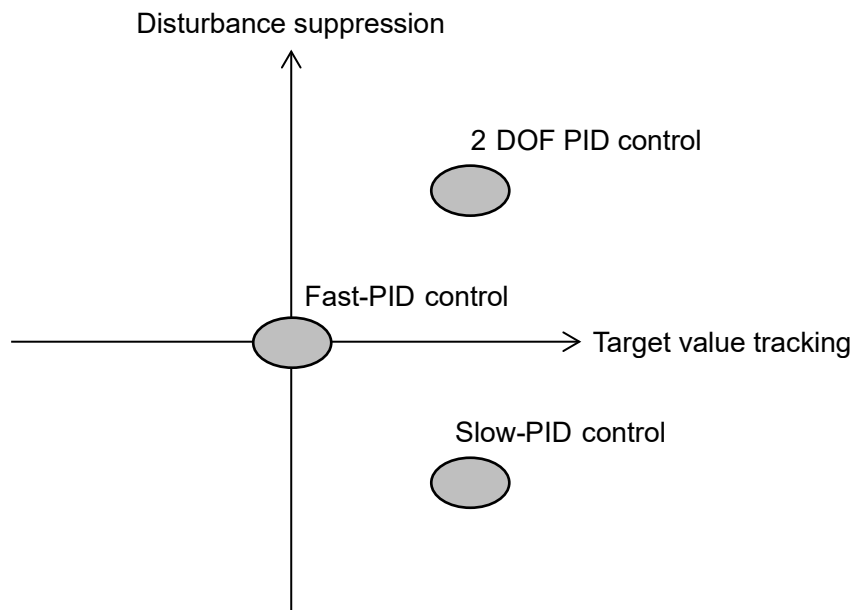 Disturbance suppression
2 DOF PID control
Fast-PID control
Target value tracking
Slow-PID control